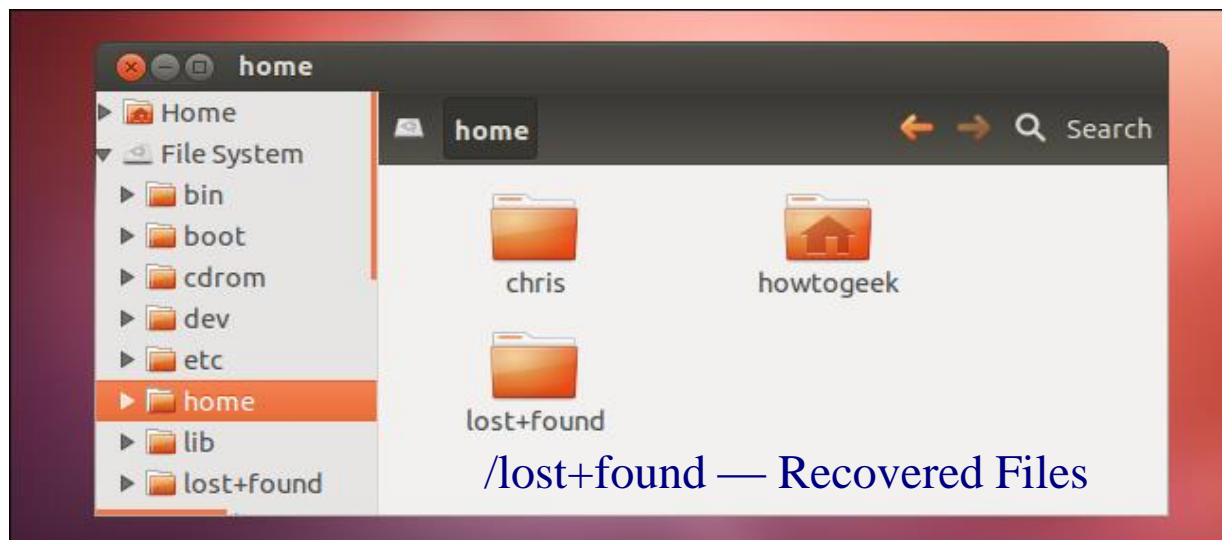 home
Home
File System
bin
boot
cdrom
dev
etc
home
lib
lost+found
home
Search
chris
howtogeek
lost+found
/lost+found — Recovered Files